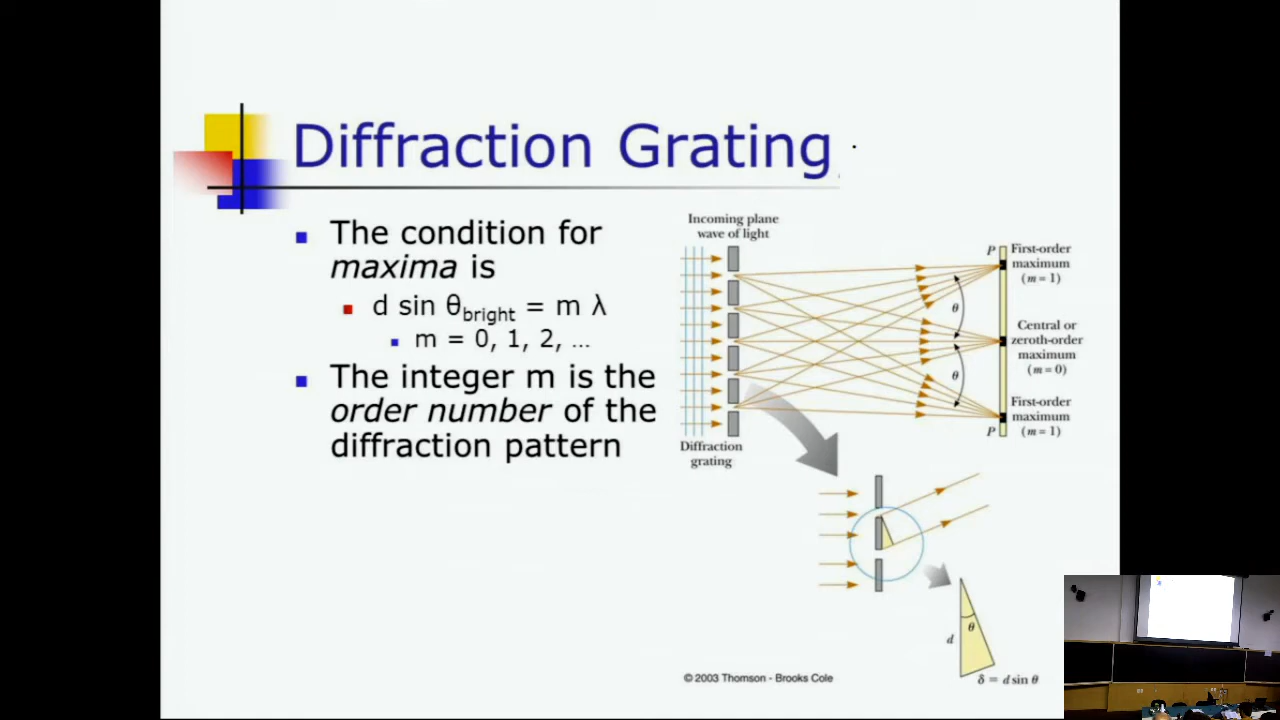 Diffraction Grating
The condition for
maxima is
d sin θbright = m λ
m = 0, 1, 2, …
The integer m is the
order number of the
diffraction pattern
Incoming plane
wave of light
Diffraction
grating
P
First-order
maximum
(m = 1)
θ
Central or
zeroth-order
maximum
(m = 0)
θ
First-order
maximum
P
(m = 1)
d
θ
δ = d sin θ
© 2003 Thomson - Brooks Cole